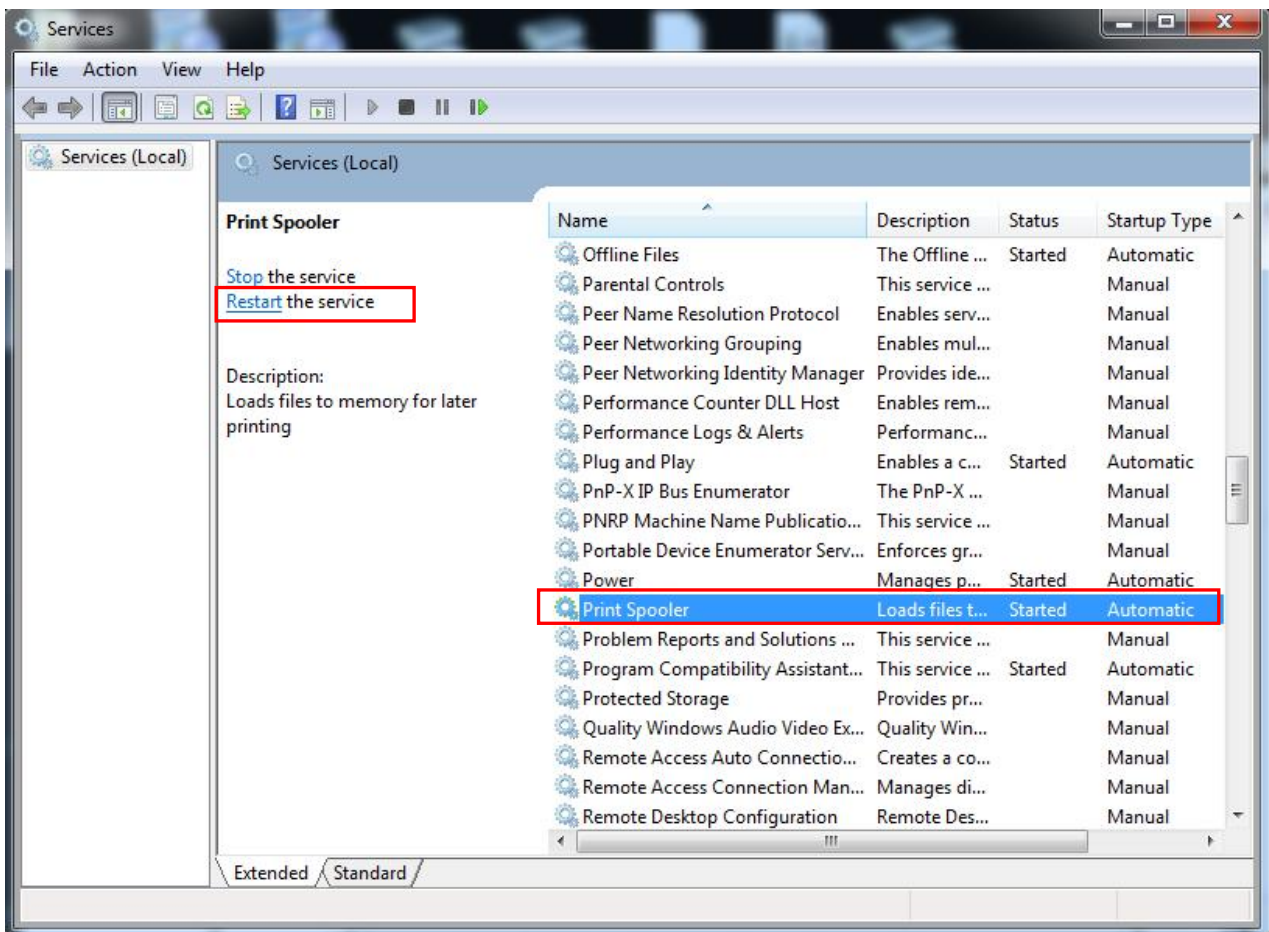 Services
File Action View Help
Services (Local)
Services (Local)
Print Spooler
Stop the service
Restart the service
Description:
Loads files to memory for later
printing
Name Description Status Startup Type
Offline Files The Offline ... Started Automatic
Parental Controls This service ... Manual
Peer Name Resolution Protocol Enables serv... Manual
Peer Networking Grouping Enables mul... Manual
Peer Networking Identity Manager Provides ide... Manual
Performance Counter DLL Host Enables rem... Manual
Performance Logs & Alerts Performanc... Manual
Plug and Play Enables a c... Started Automatic
PnP-X IP Bus Enumerator The PnP-X ... Manual
PNRP Machine Name Publicatio... This service ... Manual
Portable Device Enumerator Serv... Enforces gr... Manual
Power Manages p... Started Automatic
Print Spooler Loads files t... Started Automatic
Problem Reports and Solutions ... This service ... Manual
Program Compatibility Assistant... This service ... Started Automatic
Protected Storage Provides pr... Manual
Quality Windows Audio Video Ex... Quality Win... Manual
Remote Access Auto Connectio... Creates a co... Manual
Remote Access Connection Man... Manages di... Manual
Remote Desktop Configuration Remote Des... Manual
Extended Standard